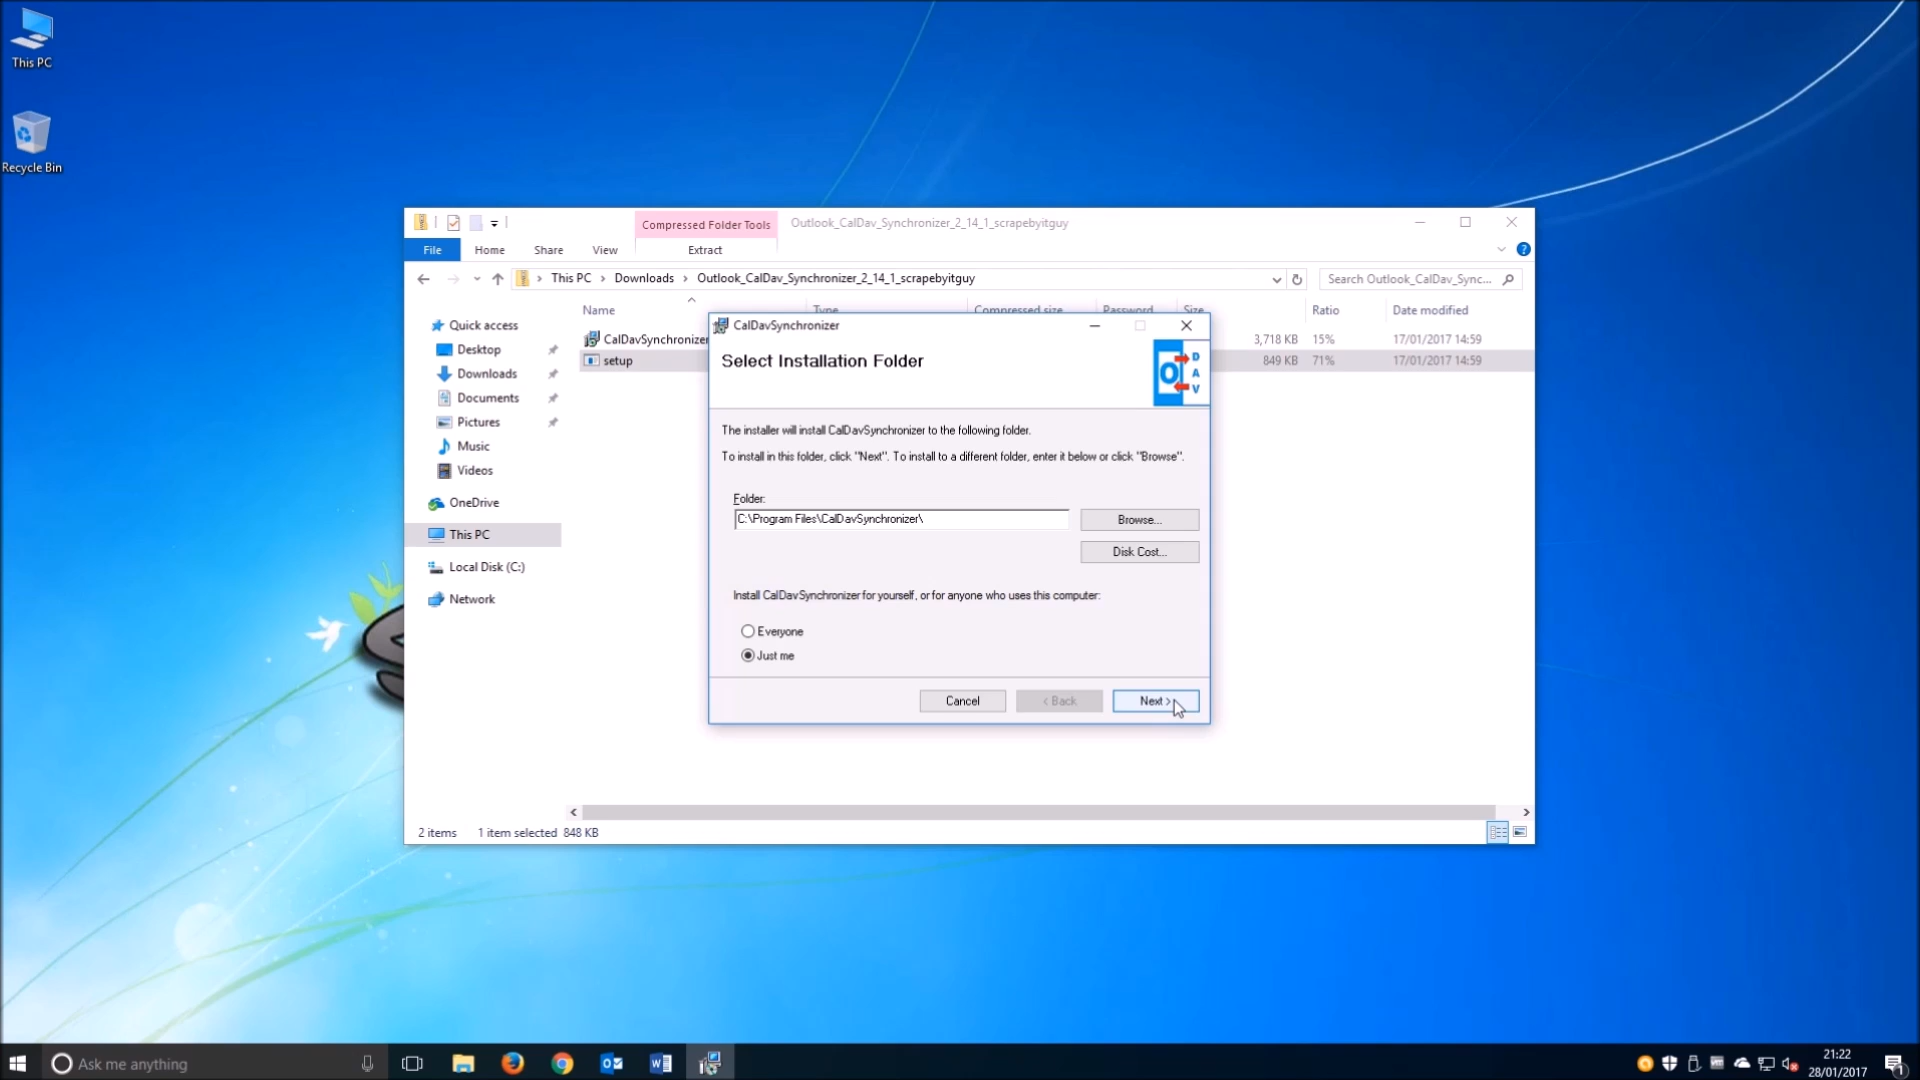 This PC
Recycle Bin
Compressed Folder Tools
Outlook_CalDav_Synchronizer_2_14_1_scrapebyitguy
File
Home
Share
View
Extract
This PC
Downloads
Outlook_CalDav_Synchronizer_2_14_1_scrapebyitguy
Search Outlook_CalDav_Sync...
Name
Type
Compressed size
Password
Size
Ratio
Date modified
CalDavSynchronizer
3,718 KB
15%
17/01/2017 14:59
setup
849 KB
71%
17/01/2017 14:59
Quick access
Desktop
Downloads
Documents
Pictures
Music
Videos
OneDrive
This PC
Local Disk (C:)
Network
CalDavSynchronizer
Select Installation Folder
O
D
A
V
The installer will install CalDavSynchronizer to the following folder.
To install in this folder, click "Next". To install to a different folder, enter it below or click "Browse".
Folder:
C:\Program Files\CalDavSynchronizer\
Browse...
Disk Cost...
Install CalDavSynchronizer for yourself, or for anyone who uses this computer:
Everyone
Just me
Cancel
< Back
Next >
2 items
1 item selected 848 KB
Ask me anything
21:22
28/01/2017
1